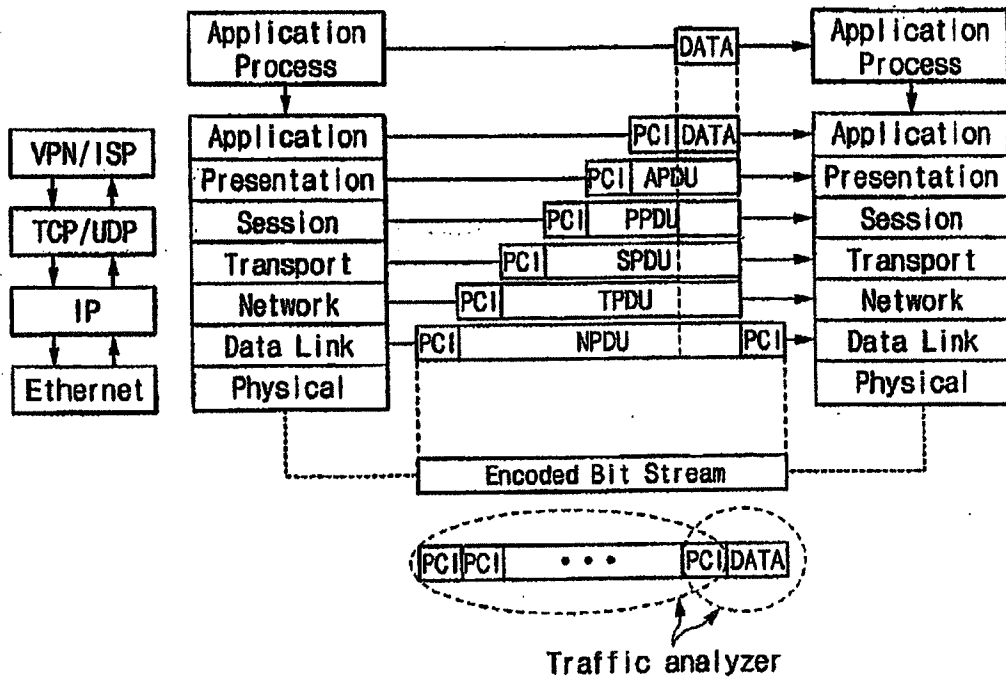 Application
Process
DATA
Application
Process
VPN/ISP
TCP/UDP
IP
Ethernet
Application
Presentation
Session
Transport
Network
Data Link
Physical
PCI DATA
PCI APDU
PCI PPDU
PCI SPDU
PCI TPDU
PCI NPDU PCI
Application
Presentation
Session
Transport
Network
Data Link
Physical
Encoded Bit Stream
PCI PCI • • • PCI DATA
Traffic analyzer